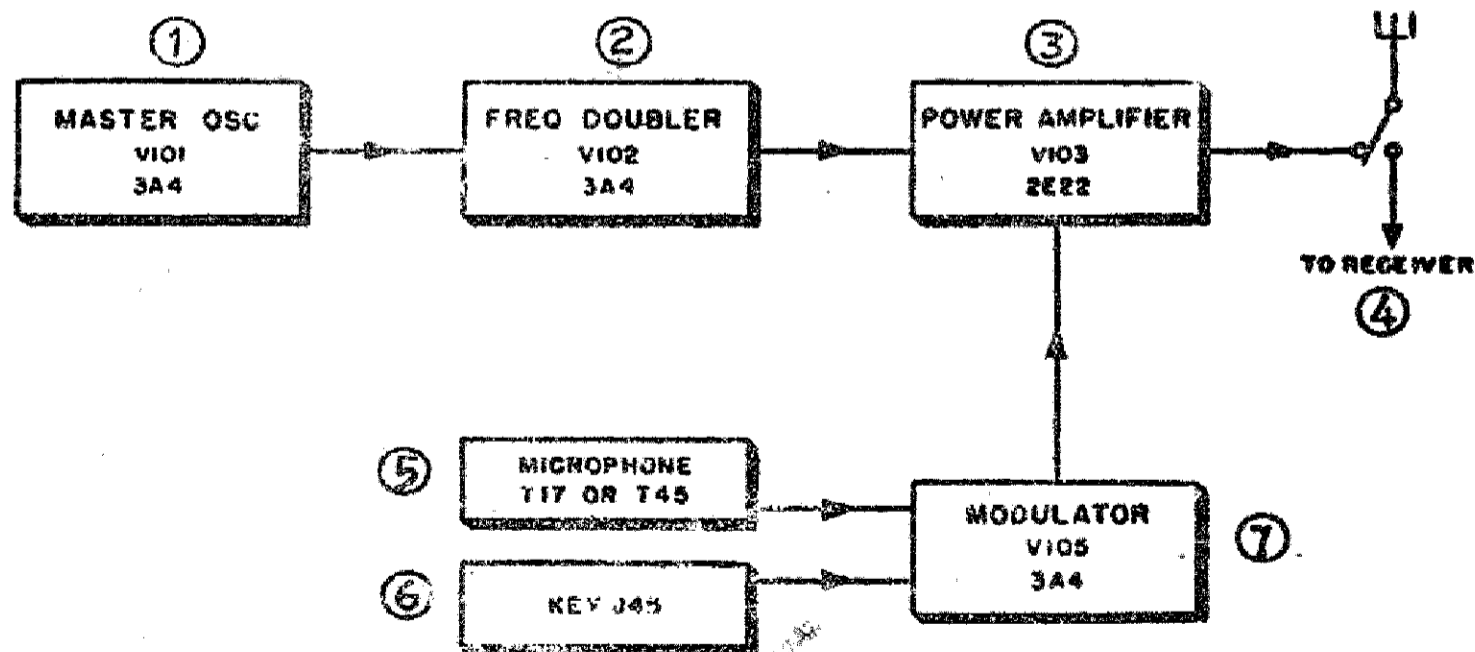 ①
MASTER OSC
V101
3A4
②
FREQ DOUBLER
V102
3A4
③
POWER AMPLIFIER
V103
2E22
TO RECEIVER
④
⑤
MICROPHONE
T17 OR T45
⑥
KEY J45
MODULATOR
V105
3A4
⑦